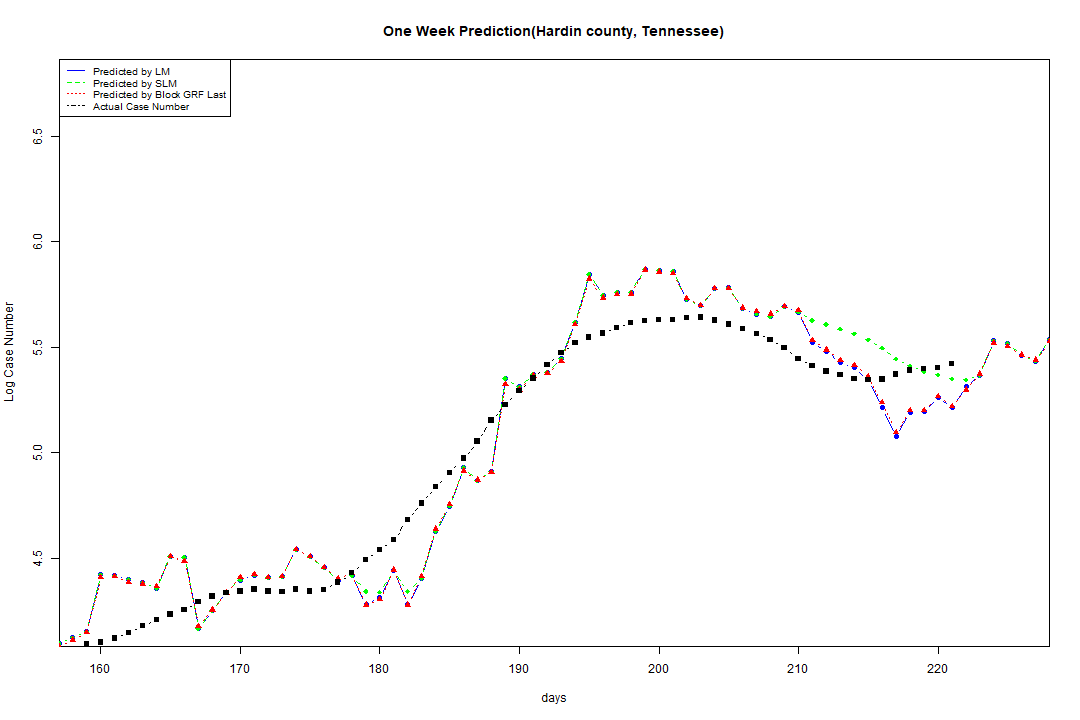 One Week Prediction(Hardin county, Tennessee)
Predicted by LM
Predicted by SLM
Predicted by Block GRF Last
Actual Case Number
6.5
6.0
5.5
5.0
4.5
Log Case Number
160 170 180 190 200 210 220
days